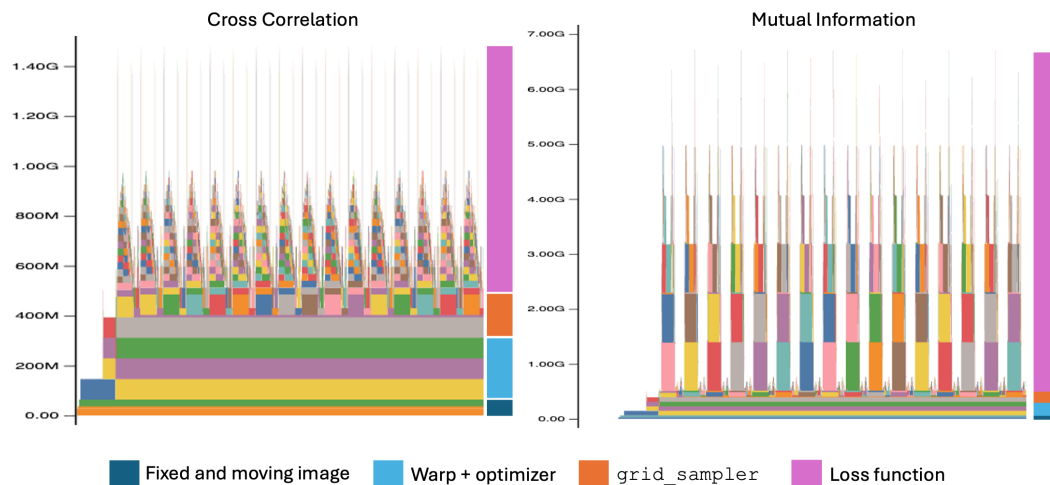 Cross Correlation
Mutual Information
1.40G
1.20G
1.00G
800M
600M
400M
200M
0.00
7.00G
6.00G
5.00G
4.00G
3.00G
2.00G
1.00G
0.00
Fixed and moving image
Warp + optimizer
grid_sampler
Loss function